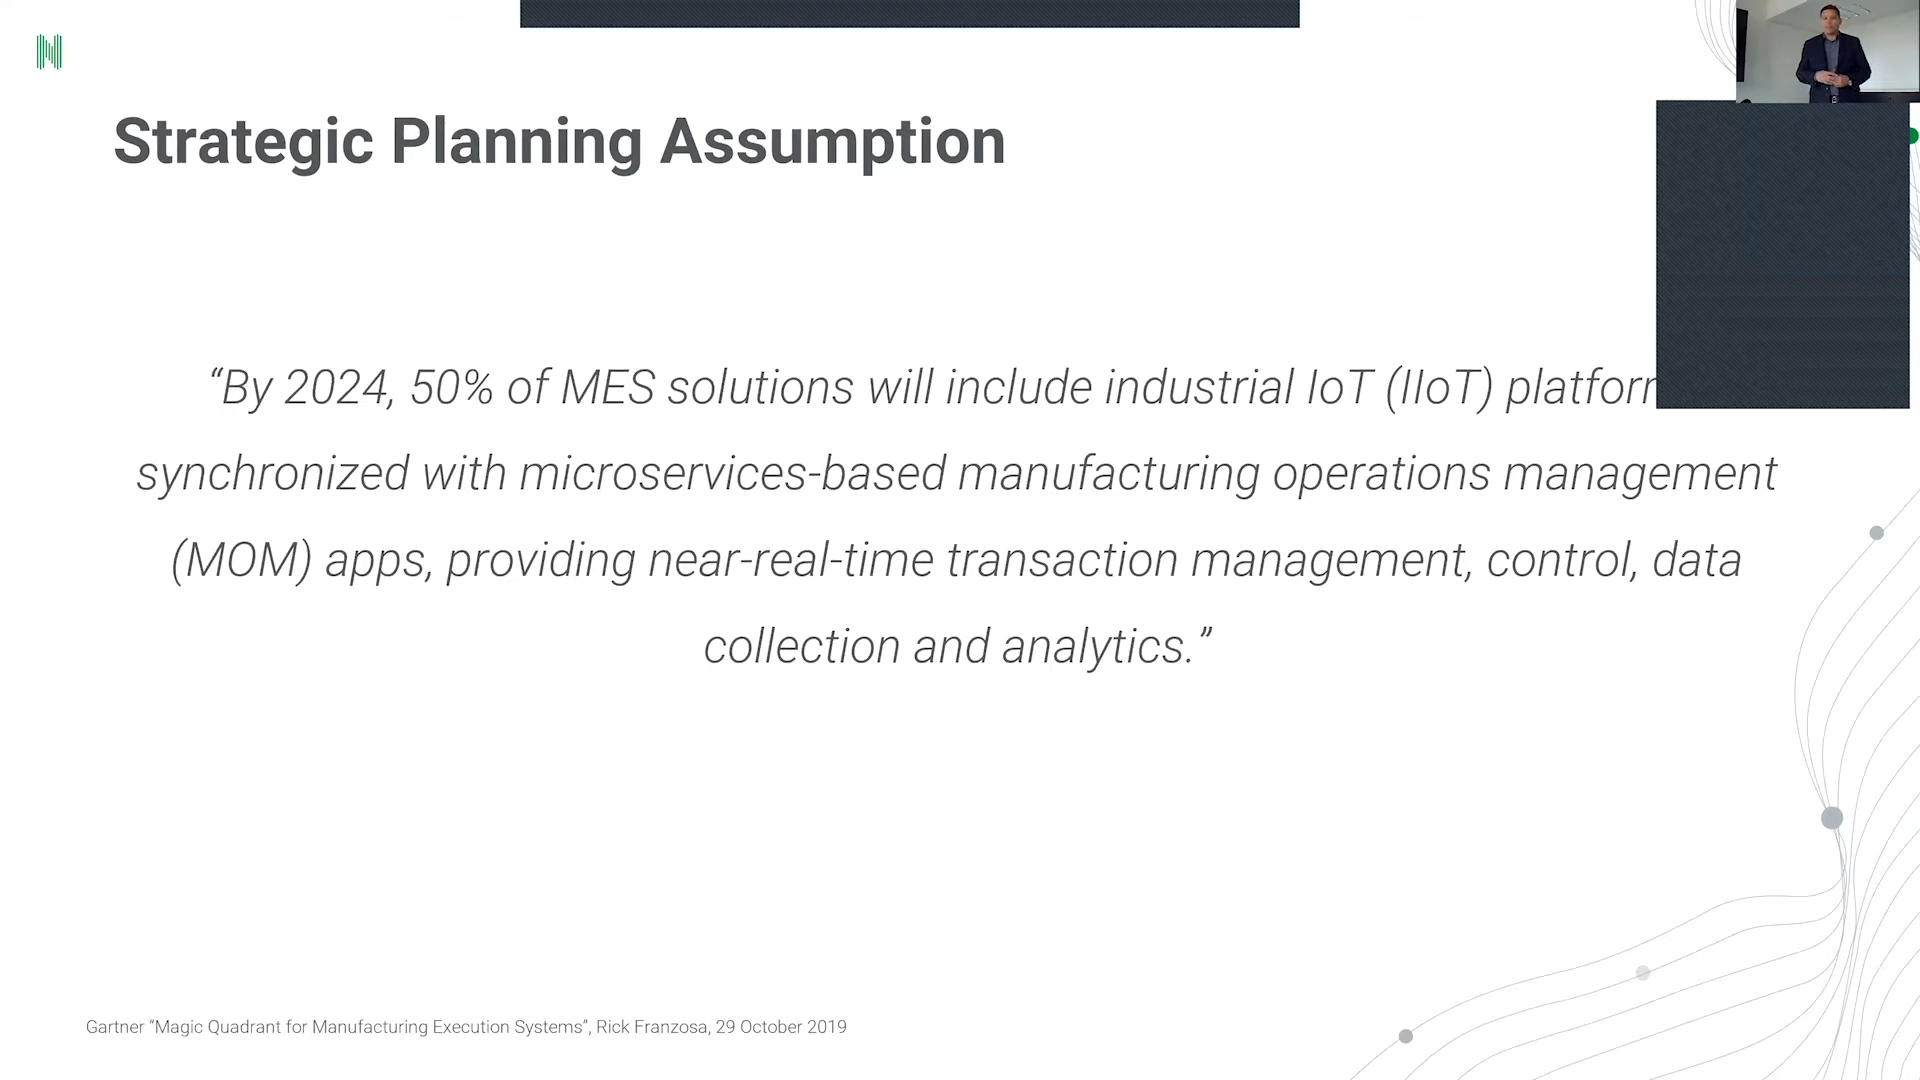 Strategic Planning Assumption
“By 2024, 50% of MES solutions will include industrial IoT (IIoT)
synchronized with microservices-based manufacturing operations management
(MOM) apps, providing near-real-time transaction management, control, data
collection and analytics.”
Gartner “Magic Quadrant for Manufacturing Execution Systems”, Rick Franzosa, 29 October 2019